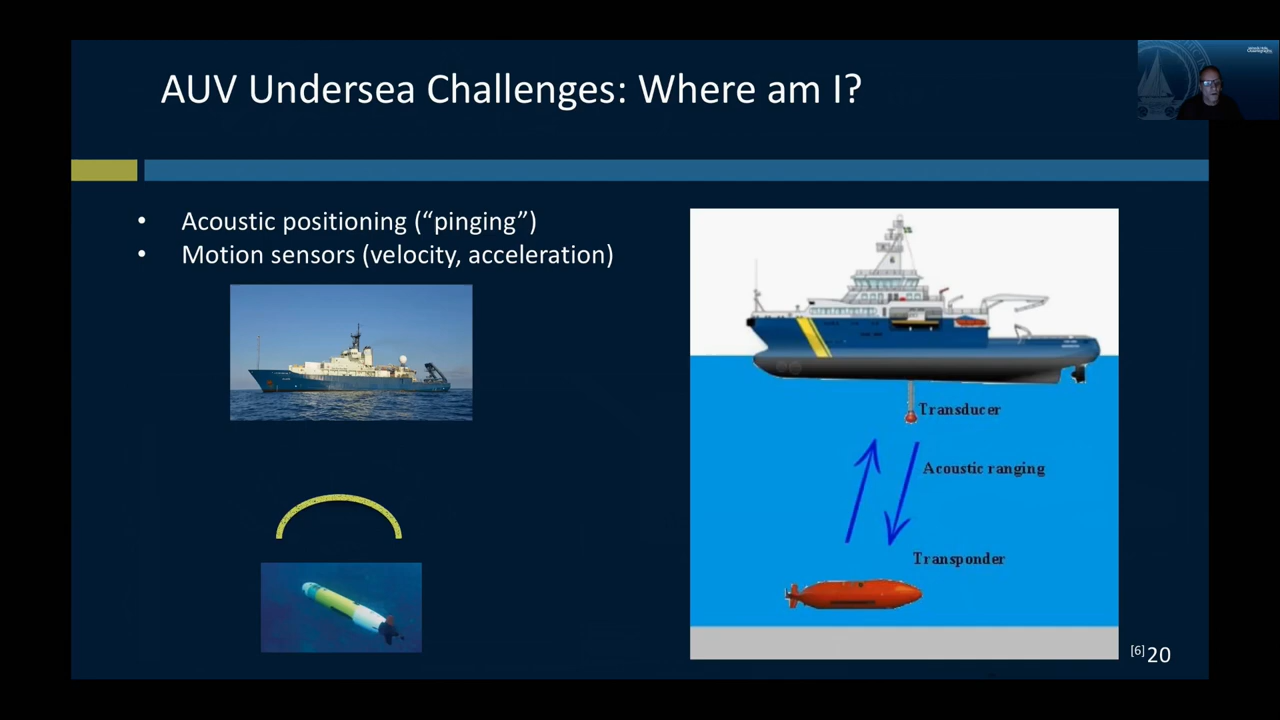 AUV Undersea Challenges: Where am I?
• Acoustic positioning (“pinging”)
• Motion sensors (velocity, acceleration)
Transducer
Acoustic ranging
Transponder
[6]20